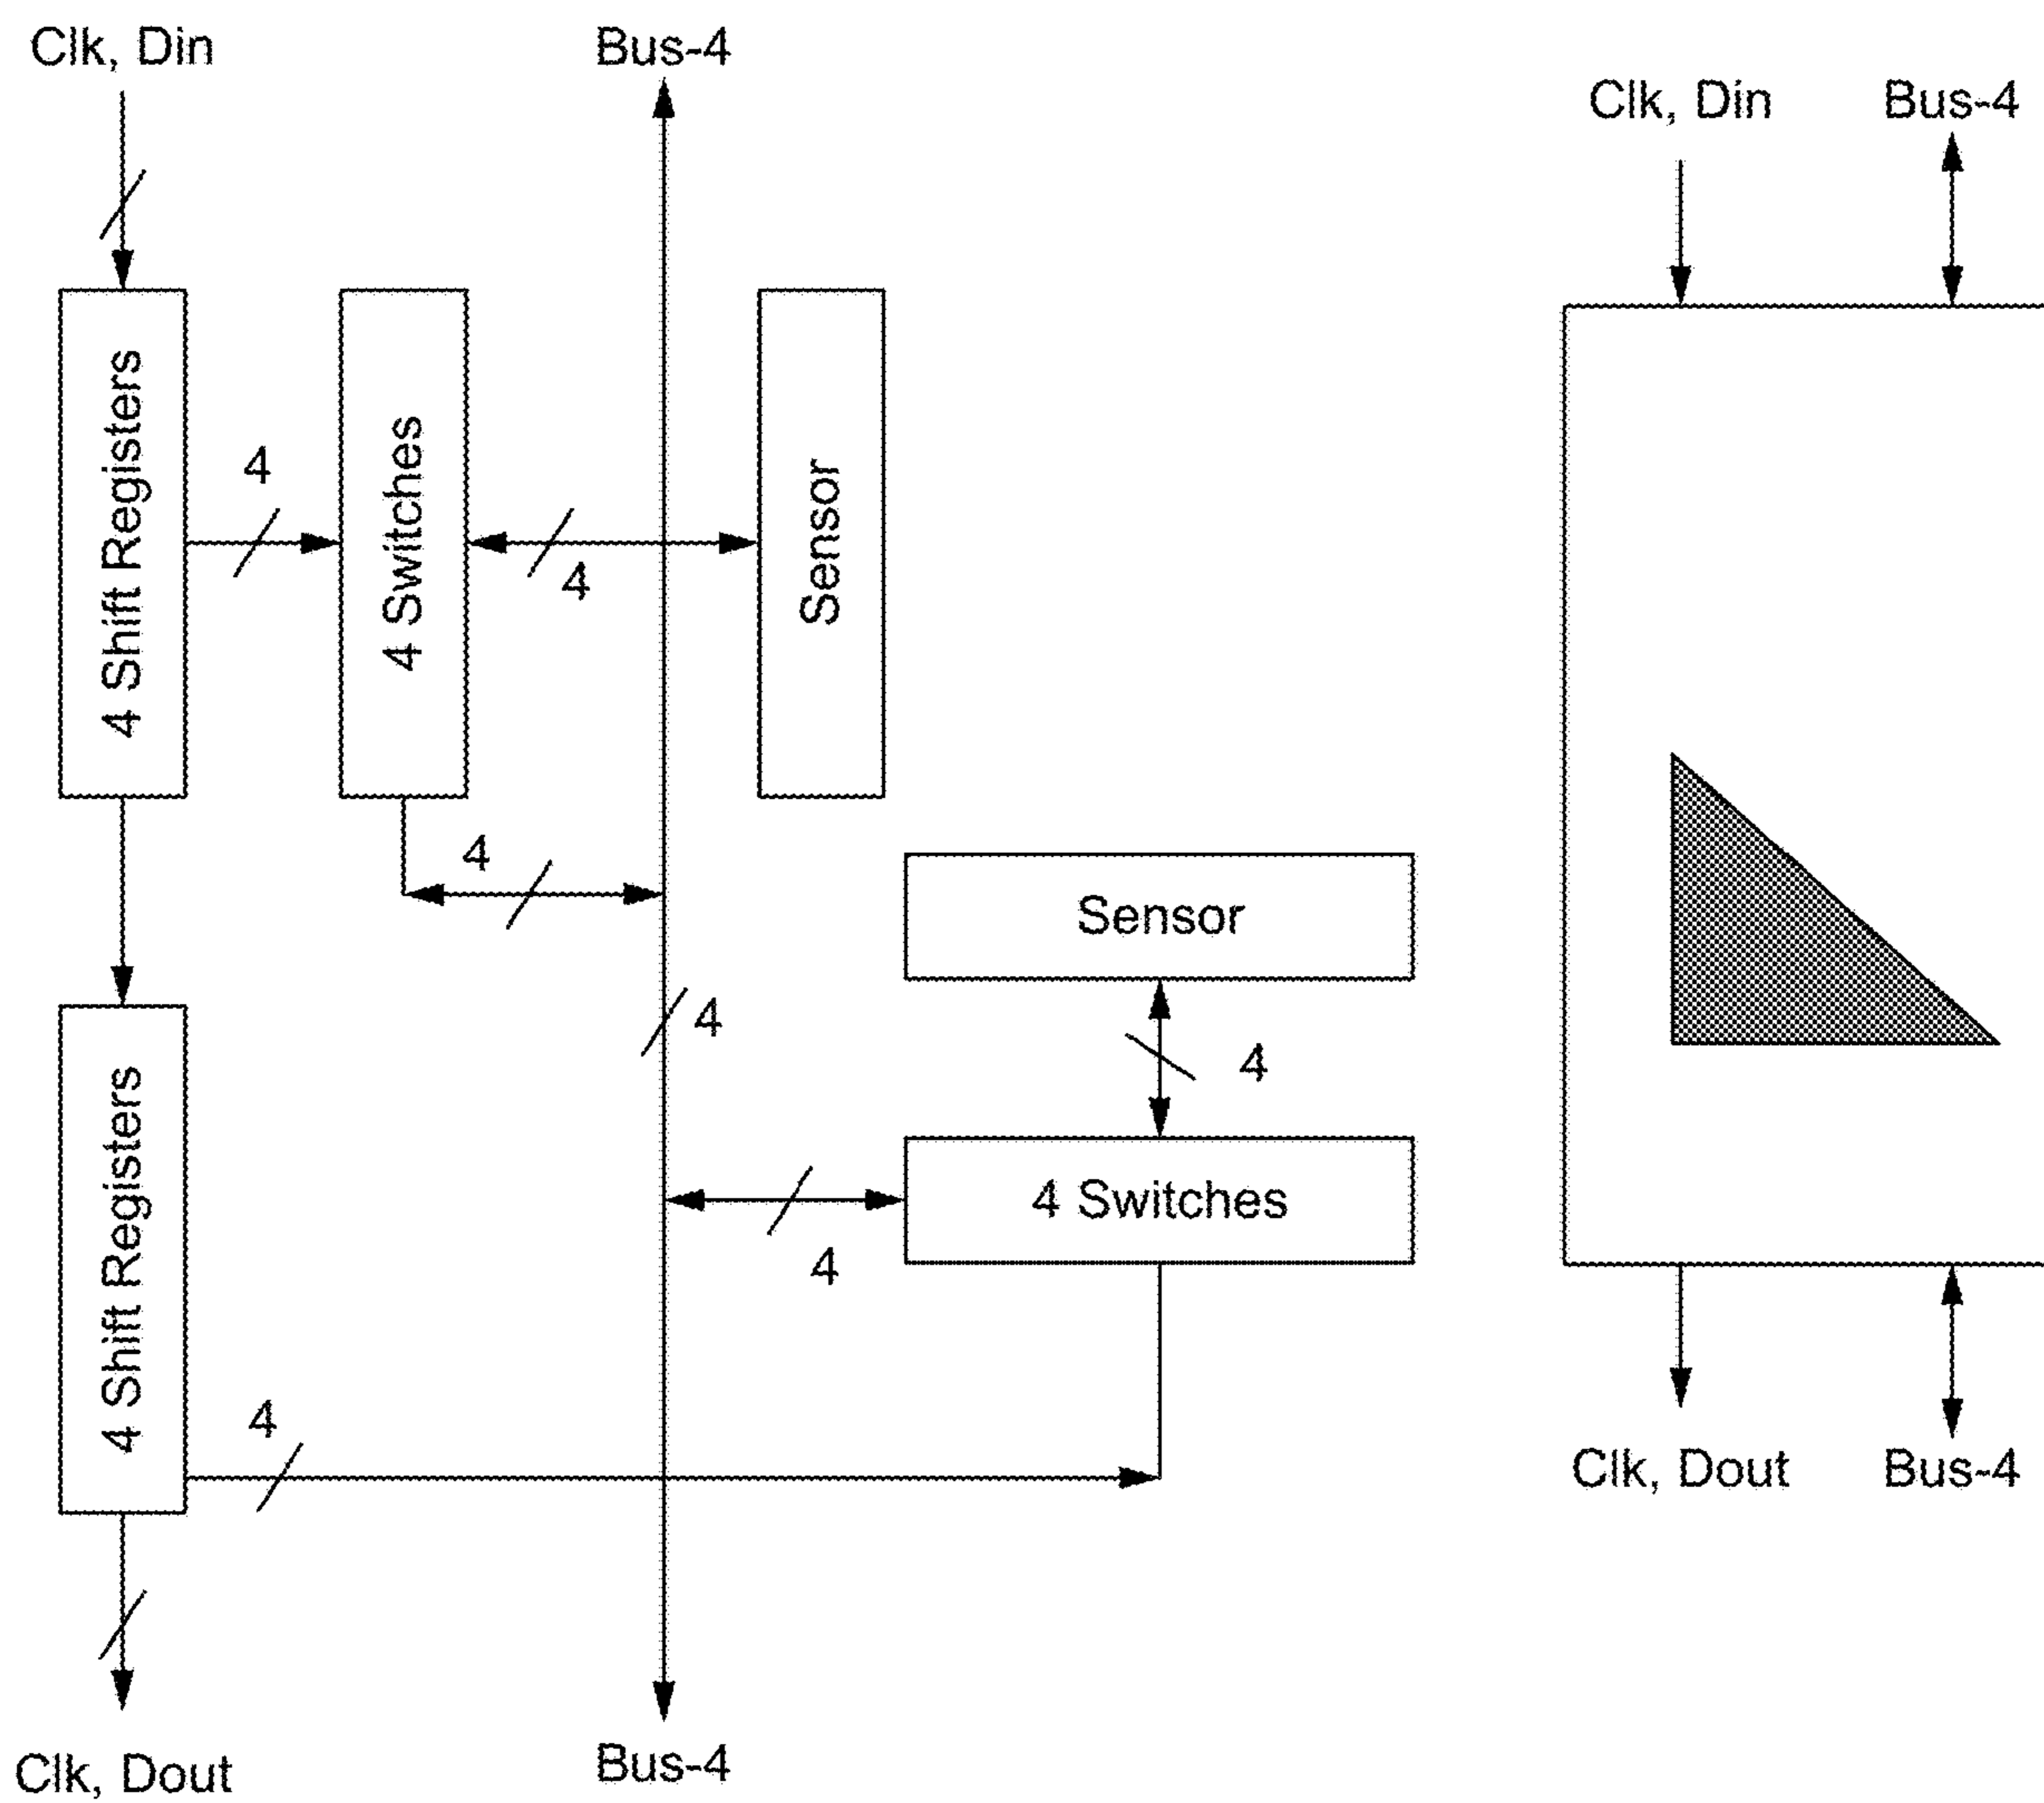 Clk, Din
Bus-4
Clk, Din
Bus-4
4 Shift Registers
4
4 Switches
4
Sensor
4
Sensor
4
4
4 Shift Registers
4 Switches
4
4
Clk, Dout
Bus-4
Clk, Dout
Bus-4